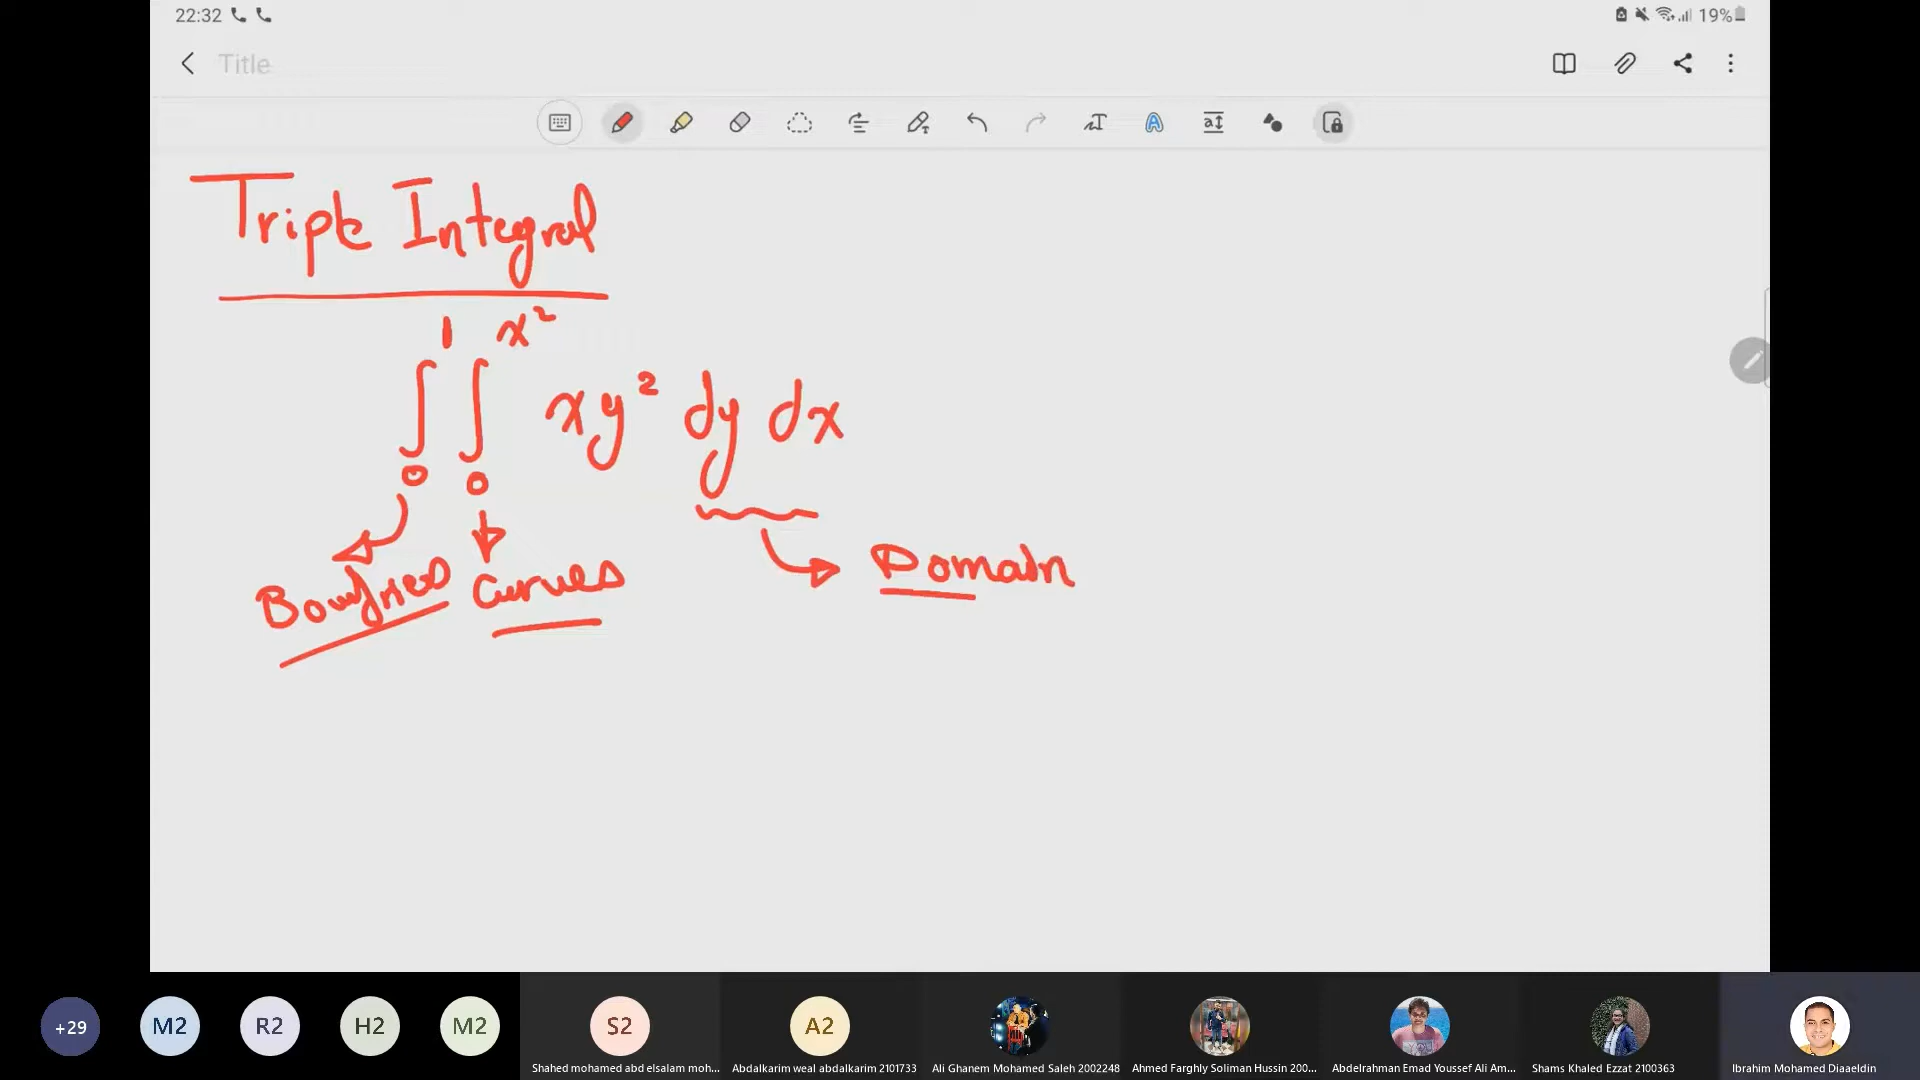 22:32 19%
Title
Triple Integral
1 x²
∫ ∫ xy² dy dx
0 0
Curves Domain
+29 M2 R2 H2 M2 S2 A2
Shahed mohamed abd elsalam moh... Abdalkarim weal abdalkarim 2101733 Ali Ghanem Mohamed Saleh 2002248 Ahmed Farghly Soliman Hussin 200... Abdelrahman Emad Youssef Ali Am... Shams Khaled Ezzat 2100363 Ibrahim Mohamed Diaaeldin